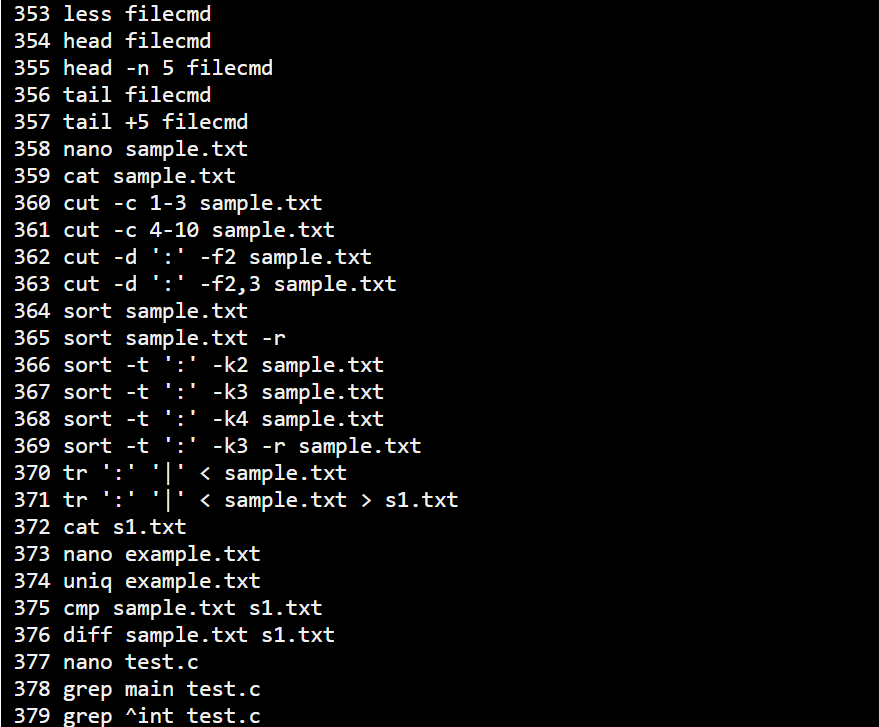 353 less filecmd
354 head filecmd
355 head -n 5 filecmd
356 tail filecmd
357 tail +5 filecmd
358 nano sample.txt
359 cat sample.txt
360 cut -c 1-3 sample.txt
361 cut -c 4-10 sample.txt
362 cut -d ':' -f2 sample.txt
363 cut -d ':' -f2,3 sample.txt
364 sort sample.txt
365 sort sample.txt -r
366 sort -t ':' -k2 sample.txt
367 sort -t ':' -k3 sample.txt
368 sort -t ':' -k4 sample.txt
369 sort -t ':' -k3 -r sample.txt
370 tr ':' '|' < sample.txt
371 tr ':' '|' < sample.txt > s1.txt
372 cat s1.txt
373 nano example.txt
374 uniq example.txt
375 cmp sample.txt s1.txt
376 diff sample.txt s1.txt
377 nano test.c
378 grep main test.c
379 grep ^int test.c